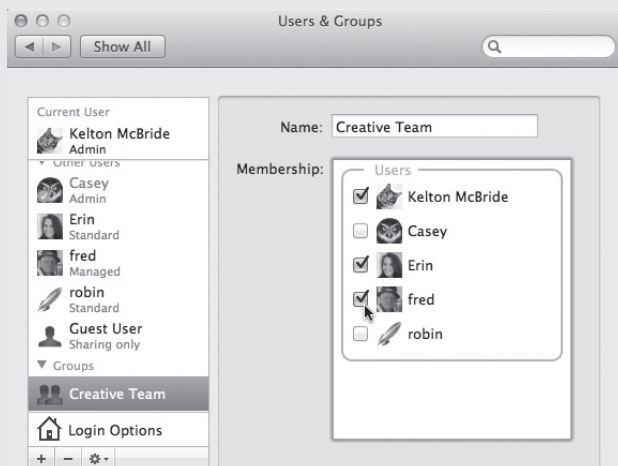 Users & Groups
Show All
Current User
Kelton McBride
Admin
Other Users
Casey
Admin
Erin
Standard
fred
Managed
robin
Standard
Guest User
Sharing only
Groups
Creative Team
Login Options
Name: Creative Team
Membership:
Users
Kelton McBride
Casey
Erin
fred
robin